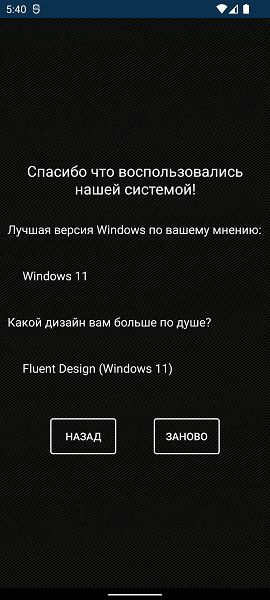 5:40
Спасибо что воспользовались
нашей системой!
Лучшая версия Windows по вашему мнению:
Windows 11
Какой дизайн вам больше по душе?
Fluent Design (Windows 11)
НАЗАД ЗАНОВО